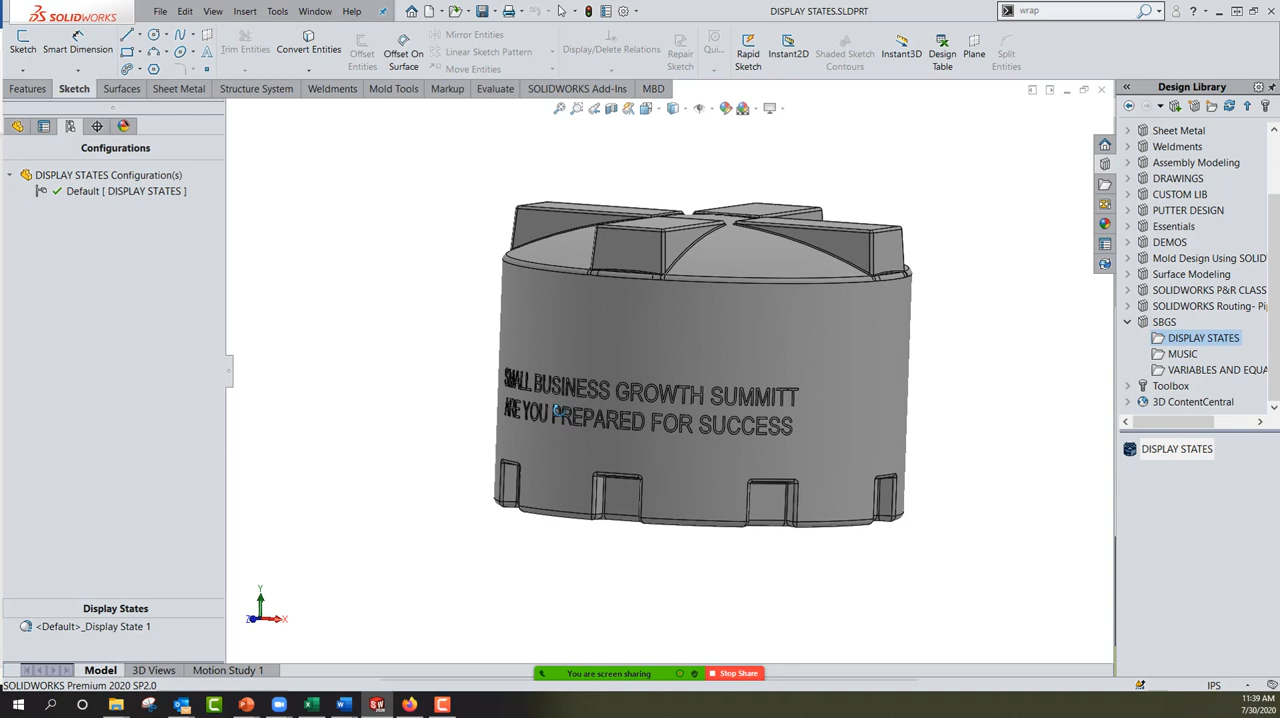 SOLIDWORKS File Edit View Insert Tools Window Help DISPLAY STATES.SLDPRT wrap
Sketch Smart Dimension Trim Entities Convert Entities Offset Entities Offset On Surface Mirror Entities Linear Sketch Pattern Move Entities Display/Delete Relations Repair Sketch Qui... Rapid Sketch Instant2D Shaded Sketch Contours Instant3D Design Table Plane Split Entities
Features Sketch Surfaces Sheet Metal Structure System Weldments Mold Tools Markup Evaluate SOLIDWORKS Add-Ins MBD
Design Library
Configurations
DISPLAY STATES Configuration(s)
Default [ DISPLAY STATES ]
Sheet Metal
Weldments
Assembly Modeling
DRAWINGS
CUSTOM LIB
PUTTER DESIGN
Essentials
DEMOS
Mold Design Using SOLID
Surface Modeling
SOLIDWORKS P&R CLASS
SOLIDWORKS Routing- Pi
SBGS
DISPLAY STATES
MUSIC
VARIABLES AND EQUA
Toolbox
3D ContentCentral
DISPLAY STATES
SMALL BUSINESS GROWTH SUMMITT
ARE YOU PREPARED FOR SUCCESS
Y
Z X
Display States
<Default>_Display State 1
Model 3D Views Motion Study 1
You are screen sharing Stop Share
SOLIDWORKS Premium 2020 SP2.0 IPS
11:39 AM
7/30/2020